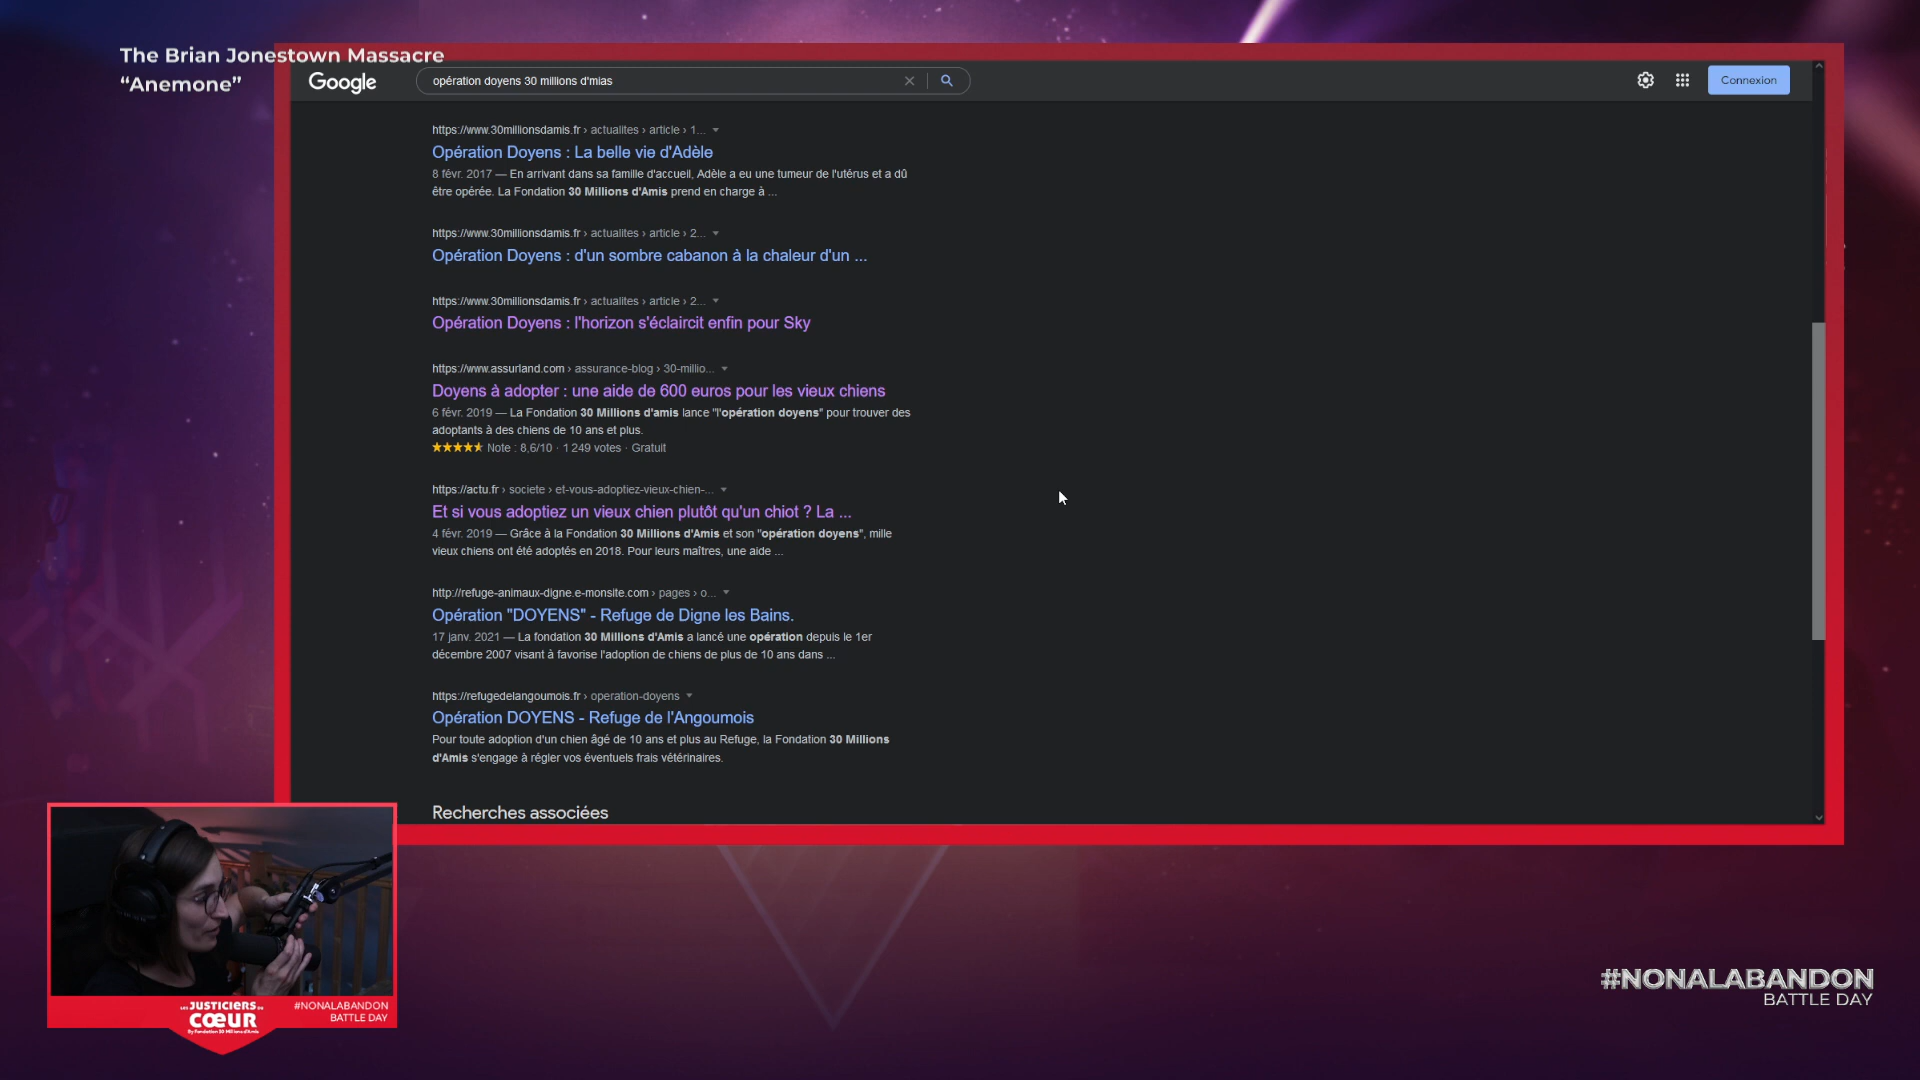 The Brian Jonestown Massacre
“Anemone”
Google
opération doyens 30 millions d'mias
Connexion
https://www.30millionsdamis.fr › actualites › article › 1...
Opération Doyens : La belle vie d'Adèle
8 févr. 2017 — En arrivant dans sa famille d'accueil, Adèle a eu une tumeur de l'utérus et a dû
être opérée. La Fondation 30 Millions d'Amis prend en charge à ...
https://www.30millionsdamis.fr › actualites › article › 2...
Opération Doyens : d'un sombre cabanon à la chaleur d'un ...
https://www.30millionsdamis.fr › actualites › article › 2...
Opération Doyens : l'horizon s'éclaircit enfin pour Sky
https://www.assurland.com › assurance-blog › 30-millio...
Doyens à adopter : une aide de 600 euros pour les vieux chiens
6 févr. 2019 — La Fondation 30 Millions d'amis lance "l'opération doyens" pour trouver des
adoptants à des chiens de 10 ans et plus.
Note : 8,6/10 · 1 249 votes · Gratuit
https://actu.fr › societe › et-vous-adoptiez-vieux-chien-...
Et si vous adoptiez un vieux chien plutôt qu'un chiot ? La ...
4 févr. 2019 — Grâce à la Fondation 30 Millions d'Amis et son "opération doyens", mille
vieux chiens ont été adoptés en 2018. Pour leurs maîtres, une aide ...
http://refuge-animaux-digne.e-monsite.com › pages › o...
Opération "DOYENS" - Refuge de Digne les Bains.
17 janv. 2021 — La fondation 30 Millions d'Amis a lancé une opération depuis le 1er
décembre 2007 visant à favorise l'adoption de chiens de plus de 10 ans dans ...
https://refugedelangoumois.fr › operation-doyens
Opération DOYENS - Refuge de l'Angoumois
Pour toute adoption d'un chien âgé de 10 ans et plus au Refuge, la Fondation 30 Millions
d'Amis s'engage à régler vos éventuels frais vétérinaires.
Recherches associées
LES JUSTICIERS DU
CŒUR
By Fondation 30 Millions d'Amis
#NONALABANDON
BATTLE DAY
#NONALABANDON
BATTLE DAY